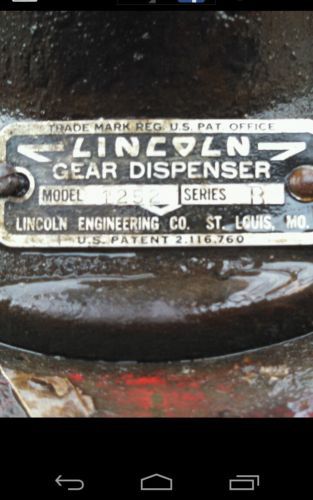 TRADE MARK REG. U.S. PAT. OFFICE
LINCOLN
GEAR DISPENSER
MODEL 1252 SERIES B
LINCOLN ENGINEERING CO. ST. LOUIS, MO.
U.S. PATENT 2,116,760